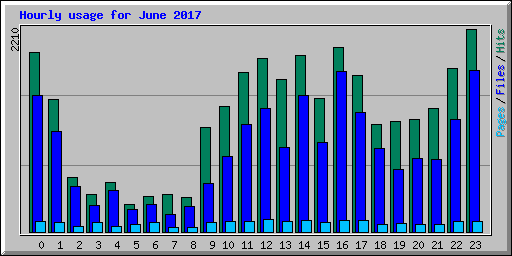 Hourly usage for June 2017
2210
Pages / Files / Hits
0 1 2 3 4 5 6 7 8 9 10 11 12 13 14 15 16 17 18 19 20 21 22 23